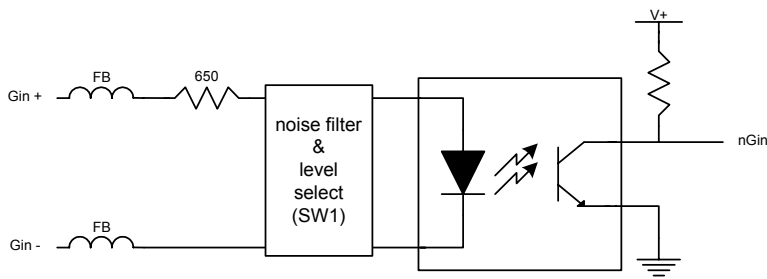 V+
FB
650
Gin +
noise filter
&
level
select
(SW1)
nGin
FB
Gin -